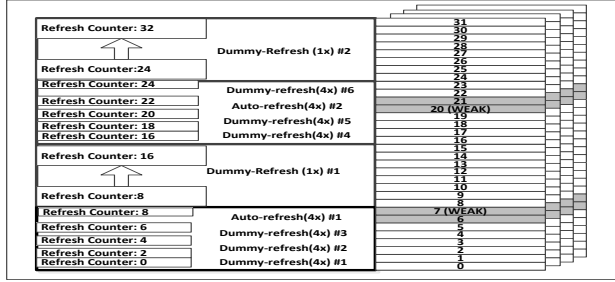 Refresh Counter: 32
Dummy-Refresh (1x) #2
Refresh Counter:24
Refresh Counter: 24
Dummy-refresh(4x) #6
Refresh Counter: 22
Auto-refresh(4x) #2
Refresh Counter: 20
Dummy-refresh(4x) #5
Refresh Counter: 18
Refresh Counter: 16
Dummy-refresh(4x) #4
Refresh Counter: 16
Dummy-Refresh (1x) #1
Refresh Counter:8
Refresh Counter: 8
Auto-refresh(4x) #1
Refresh Counter: 6
Dummy-refresh(4x) #3
Refresh Counter: 4
Dummy-refresh(4x) #2
Refresh Counter: 2
Refresh Counter: 0
Dummy-refresh(4x) #1
31
30
29
28
27
26
25
24
23
22
21
20 (WEAK)
19
18
17
16
15
14
13
12
11
10
9
8
7 (WEAK)
6
5
4
3
2
1
0